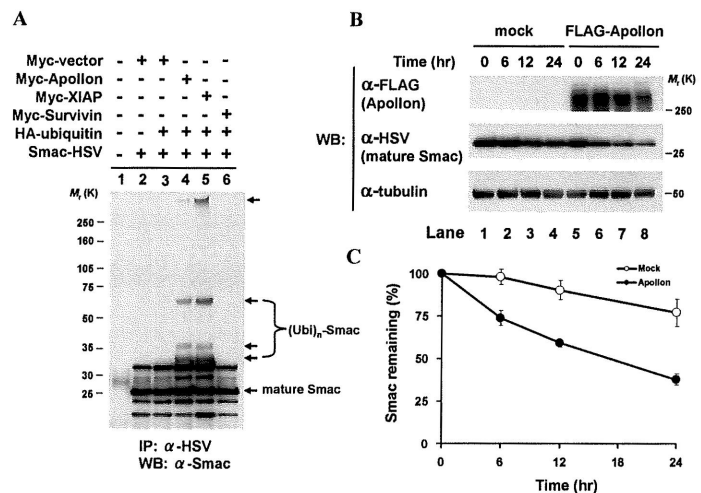 A
Myc-vector - + + - - -
Myc-Apollon - - - + - -
Myc-XIAP - - - - + -
Myc-Survivin - - - - - +
HA-ubiquitin - - + + + +
Smac-HSV - + + + + +
1 2 3 4 5 6
Mr (K)
250
160
105
75
35
30
25
(Ubi)n-Smac
mature Smac
IP: α-HSV
WB: α-Smac
B
mock FLAG-Apollon
Time (hr) 0 6 12 24 0 6 12 24
Mr (K)
WB:
α-FLAG
(Apollon)
250
α-HSV
(mature Smac)
25
α-tubulin
50
Lane 1 2 3 4 5 6 7 8
C
Mock
Apollon
Smac remaining (%)
100
75
50
25
0
0 6 12 18 24
Time (hr)